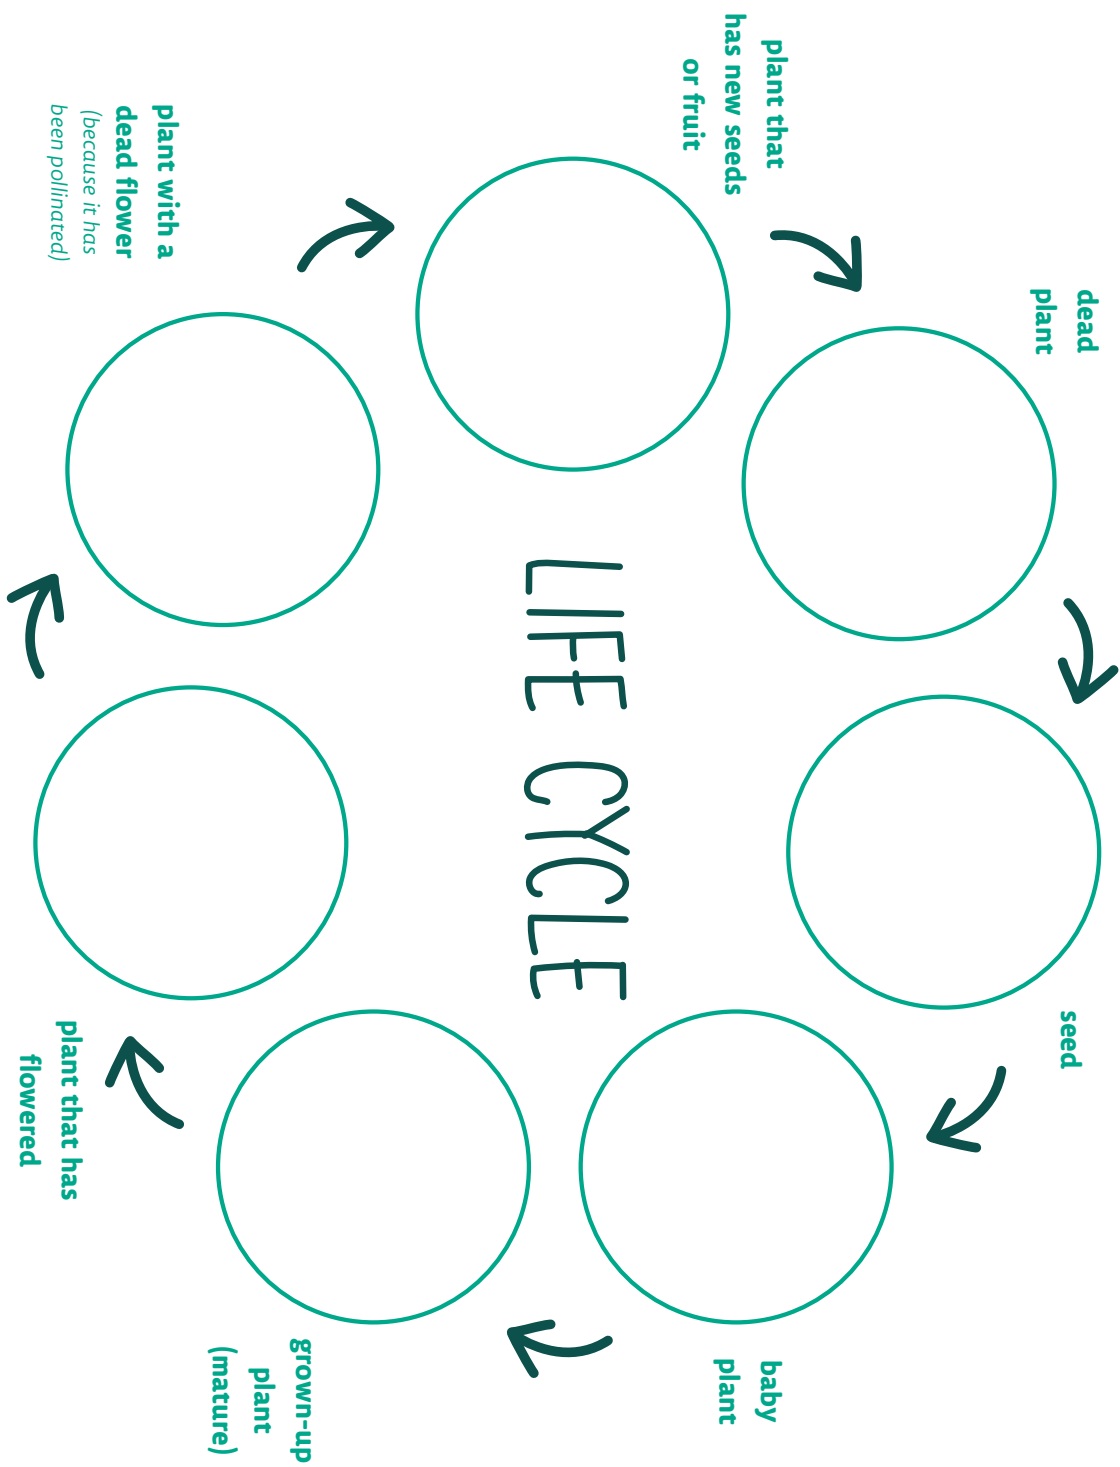 LIFE CYCLE
seed
baby
plant
grown-up
plant
(mature)
plant that has
flowered
plant with a
dead flower
(because it has
been pollinated)
plant that
has new seeds
or fruit
dead
plant